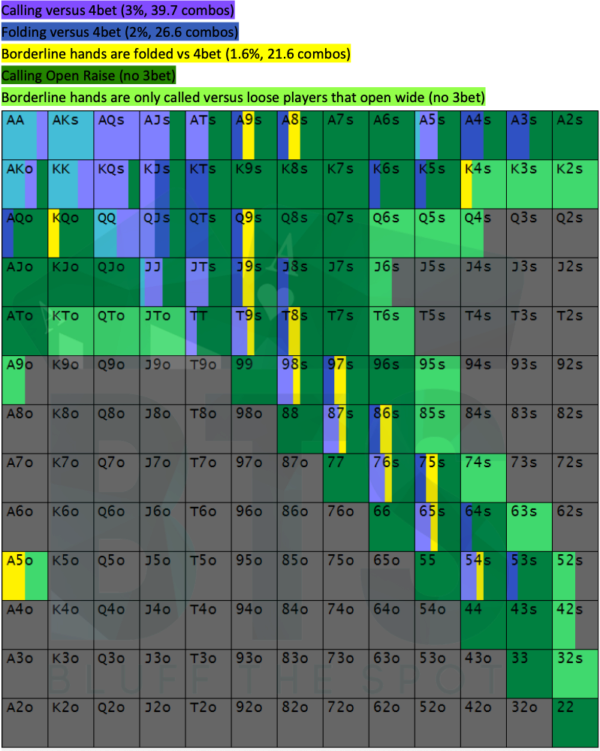 Calling versus 4bet (3%, 39.7 combos)
Folding versus 4bet (2%, 26.6 combos)
Borderline hands are folded vs 4bet (1.6%, 21.6 combos)
Calling Open Raise (no 3bet)
Borderline hands are only called versus loose players that open wide (no 3bet)
AA AKs AQs AJs ATs A9s A8s A7s A6s A5s A4s A3s A2s
AKo KK KQs KJs KTs K9s K8s K7s K6s K5s K4s K3s K2s
AQo KQo QQ QJs QTs Q9s Q8s Q7s Q6s Q5s Q4s Q3s Q2s
AJo KJo QJo JJ JTs J9s J8s J7s J6s J5s J4s J3s J2s
ATo KTo QTo JTo TT T9s T8s T7s T6s T5s T4s T3s T2s
A9o K9o Q9o J9o T9o 99 98s 97s 96s 95s 94s 93s 92s
A8o K8o Q8o J8o T8o 98o 88 87s 86s 85s 84s 83s 82s
A7o K7o Q7o J7o T7o 97o 87o 77 76s 75s 74s 73s 72s
A6o K6o Q6o J6o T6o 96o 86o 76o 66 65s 64s 63s 62s
A5o K5o Q5o J5o T5o 95o 85o 75o 65o 55 54s 53s 52s
A4o K4o Q4o J4o T4o 94o 84o 74o 64o 54o 44 43s 42s
A3o K3o Q3o J3o T3o 93o 83o 73o 63o 53o 43o 33 32s
A2o K2o Q2o J2o T2o 92o 82o 72o 62o 52o 42o 32o 22
BTS
BLUFF THE SPOT